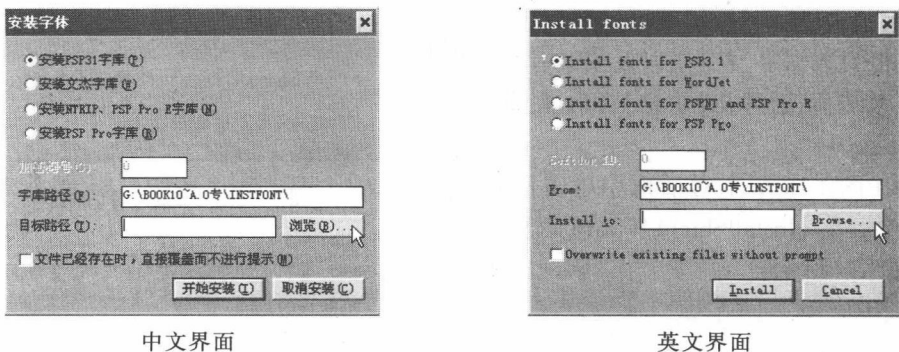 安装字体
安装PSP31字库(P)
安装文杰字库(W)
安装NTRIP、PSP Pro E字库(N)
安装PSP Pro字库(R)
0
字库路径(F):
G:\BOOK10~A.0专\INSTFONT\
目标路径(T):
浏览(B)...
文件已经存在时，直接覆盖而不进行提示(M)
开始安装(I)
取消安装(C)
中文界面
Install fonts
Install fonts for PSP3.1
Install fonts for WordJet
Install fonts for PSPNT and PSP Pro E
Install fonts for PSP Pro
0
From:
G:\BOOK10~A.0专\INSTFONT\
Install to:
Browse...
Overwrite existing files without prompt
Install
Cancel
英文界面